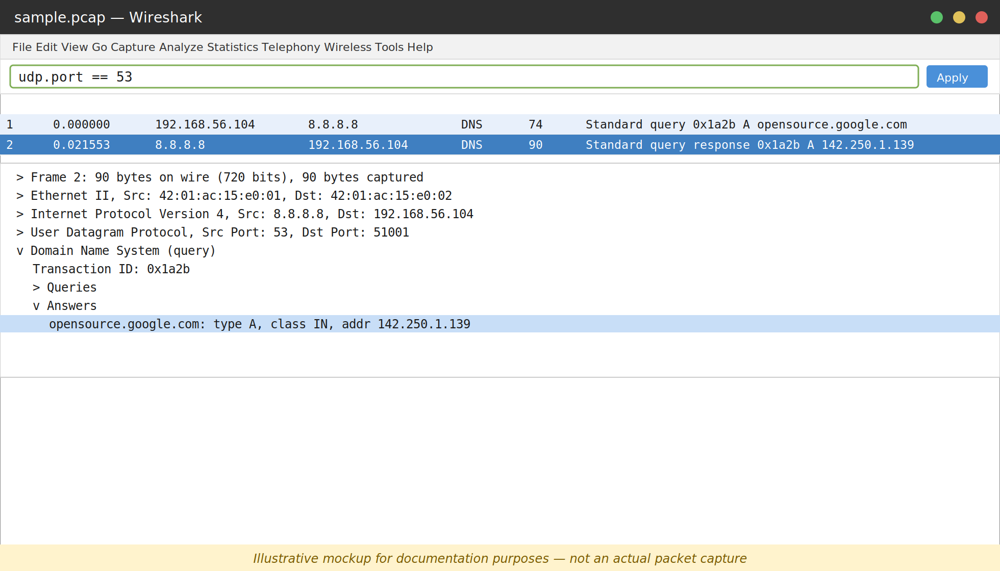 sample.pcap — Wireshark
File Edit View Go Capture Analyze Statistics Telephony Wireless Tools Help
udp.port == 53 Apply
1 0.000000 192.168.56.104 8.8.8.8 DNS 74 Standard query 0x1a2b A opensource.google.com
2 0.021553 8.8.8.8 192.168.56.104 DNS 90 Standard query response 0x1a2b A 142.250.1.139
> Frame 2: 90 bytes on wire (720 bits), 90 bytes captured
> Ethernet II, Src: 42:01:ac:15:e0:01, Dst: 42:01:ac:15:e0:02
> Internet Protocol Version 4, Src: 8.8.8.8, Dst: 192.168.56.104
> User Datagram Protocol, Src Port: 53, Dst Port: 51001
v Domain Name System (query)
Transaction ID: 0x1a2b
> Queries
v Answers
opensource.google.com: type A, class IN, addr 142.250.1.139
Illustrative mockup for documentation purposes — not an actual packet capture